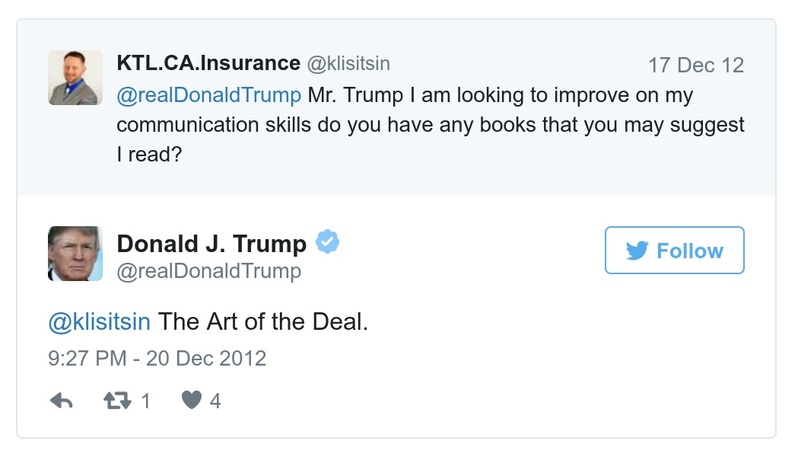 KTL.CA.Insurance @klisitsin 17 Dec 12
@realDonaldTrump Mr. Trump I am looking to improve on my
communication skills do you have any books that you may suggest
I read?
Donald J. Trump
@realDonaldTrump
Follow
@klisitsin The Art of the Deal.
9:27 PM - 20 Dec 2012
1 4